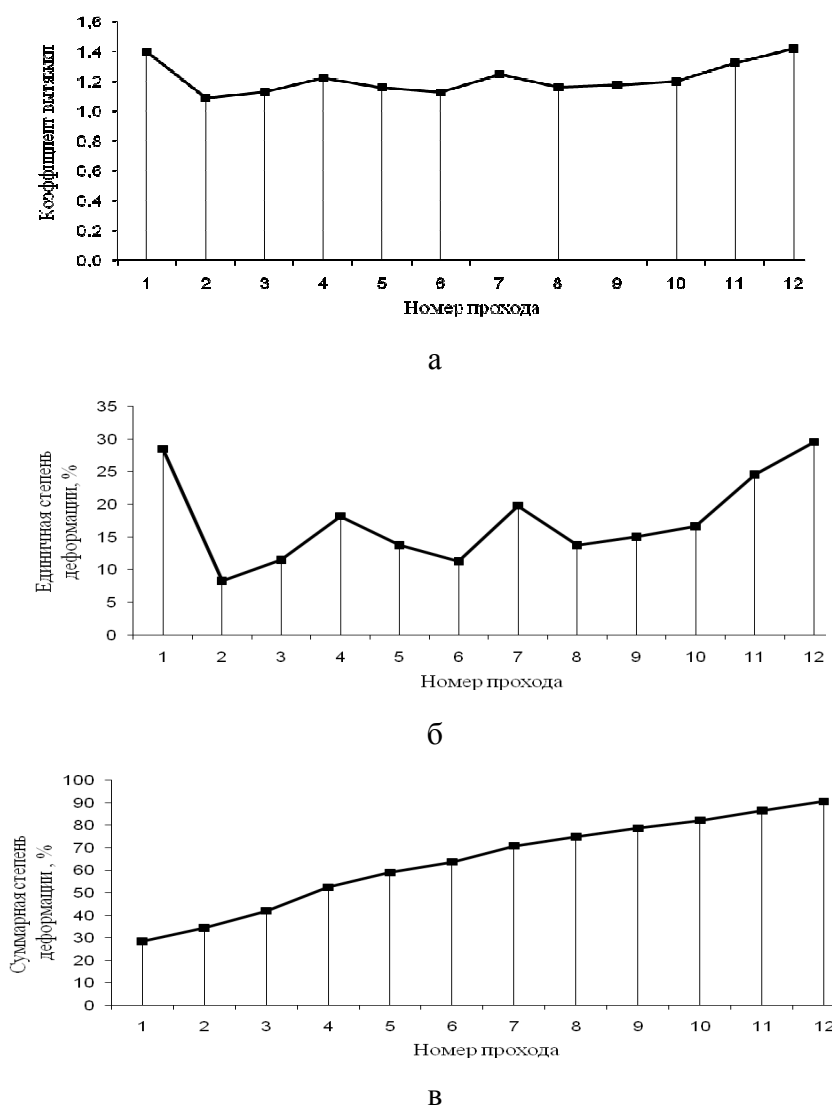 1,6
1,4
1,2
1,0
0,8
0,6
0,4
0,2
0,0
Коэффициент вытяжки
1 2 3 4 5 6 7 8 9 10 11 12
Номер прохода
а
35
30
25
20
15
10
5
0
Единичная степень
деформации, %
1 2 3 4 5 6 7 8 9 10 11 12
Номер прохода
б
100
90
80
70
60
50
40
30
20
10
0
Суммарная степень
деформации , %
1 2 3 4 5 6 7 8 9 10 11 12
Номер прохода
в